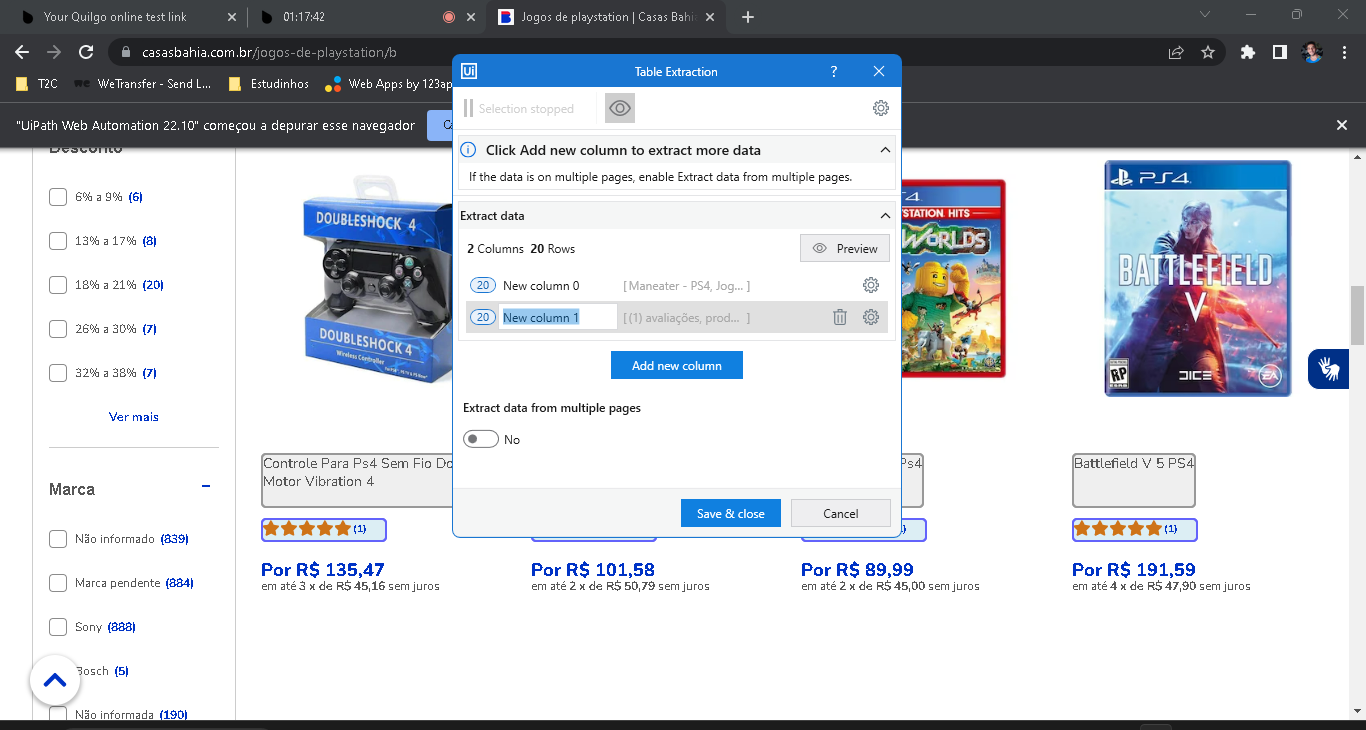 Your Quilgo online test link
01:17:42
Jogos de playstation | Casas Bahi
casasbahia.com.br/jogos-de-playstation/b
T2C
WeTransfer - Send L...
Estudinhos
Web Apps by 123ap
"UiPath Web Automation 22.10" começou a depurar esse navegador
Ui
Table Extraction
?
Selection stopped
Click Add new column to extract more data
If the data is on multiple pages, enable Extract data from multiple pages.
Extract data
2 Columns 20 Rows
Preview
20 New column 0 [ Maneater - PS4, Jog... ]
20 New column 1 [ (1) avaliações, prod... ]
Add new column
Extract data from multiple pages
No
Save & close
Cancel
Desconto
6% a 9% (6)
13% a 17% (8)
18% a 21% (20)
26% a 30% (7)
32% a 38% (7)
Ver mais
Marca
Não informado (839)
Marca pendente (884)
Sony (888)
Bosch (5)
Não informada (190)
DOUBLESHOCK 4
DOUBLESHOCK 4
Wireless Controller
STATION HITS
WORLDS
PS4
BATTLEFIELD
V
RP
DICE
EA
Controle Para Ps4 Sem Fio Do
Motor Vibration 4
Ps4
Battlefield V 5 PS4
(1)
(1)
Por R$ 135,47
em até 3 x de R$ 45,16 sem juros
Por R$ 101,58
em até 2 x de R$ 50,79 sem juros
Por R$ 89,99
em até 2 x de R$ 45,00 sem juros
Por R$ 191,59
em até 4 x de R$ 47,90 sem juros